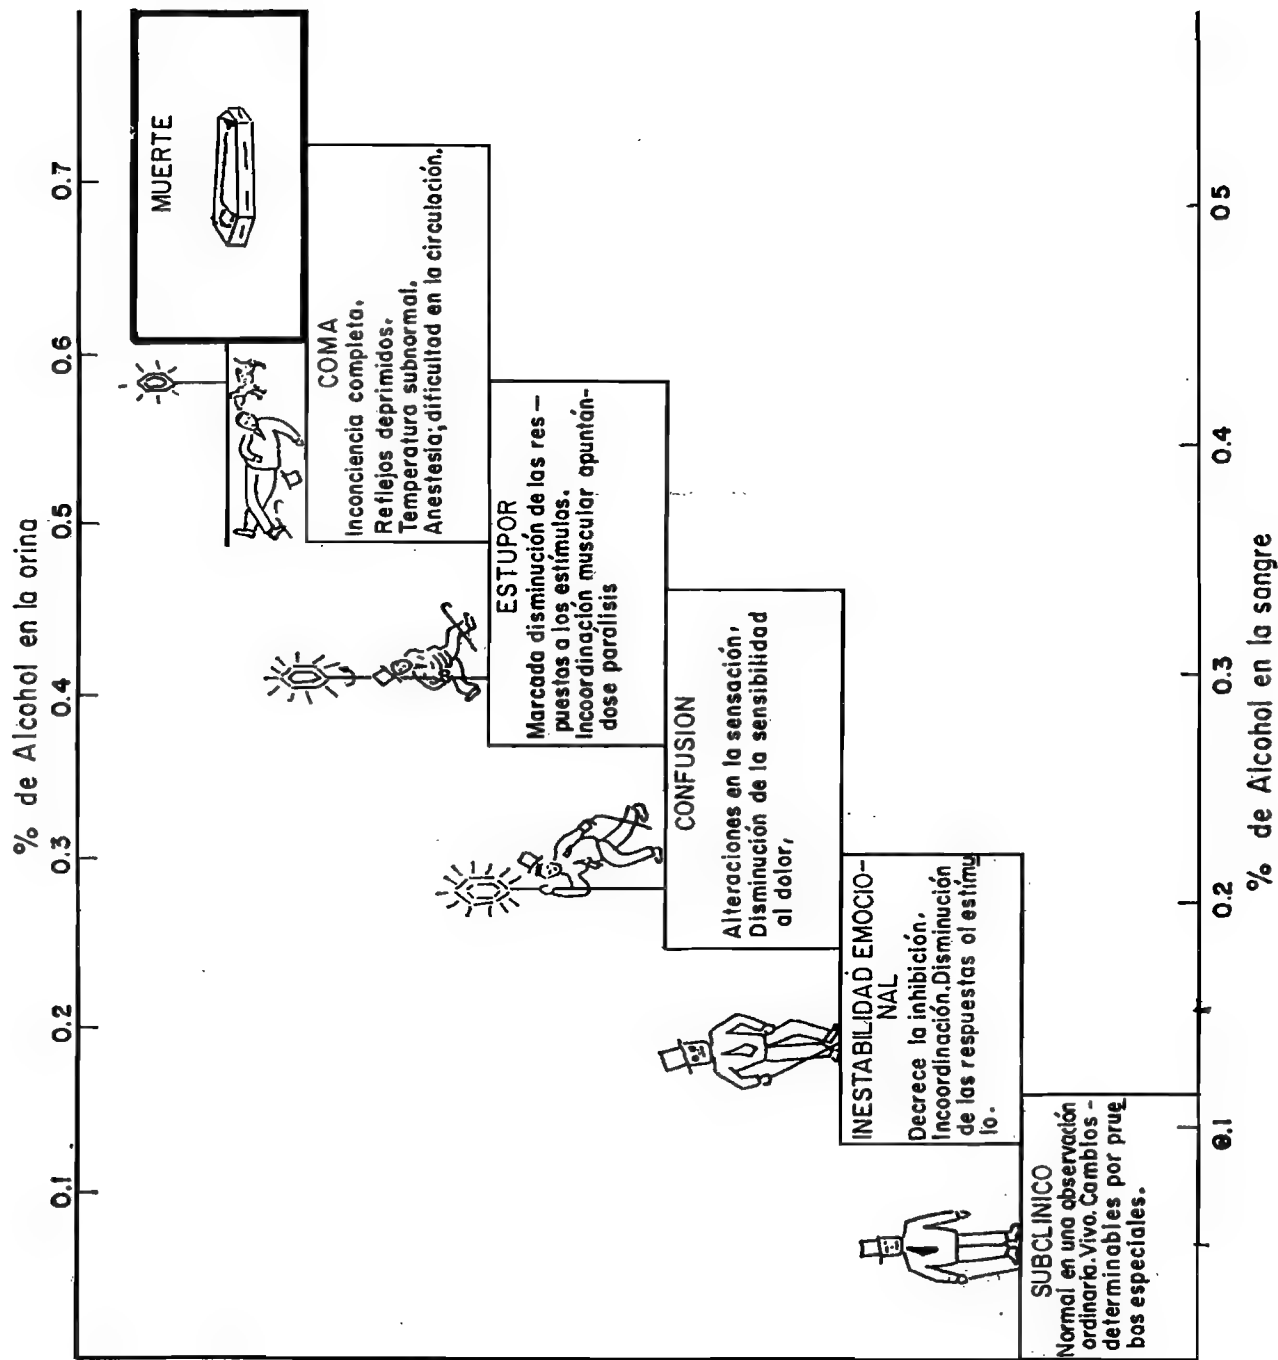 % de Alcohol en la orina
0.1
0.2
0.3
0.4
0.5
0.6
0.7
MUERTE
COMA
Inconciencia completa.
Reflejos deprimidos.
Temperatura subnormal.
Anestesia; dificultad en la circulación.
ESTUPOR
Marcada disminución de las res-
puestas a los estímulos.
Incoordinación muscular apuntán-
dose parálisis
CONFUSION
Alteraciones en la sensación,
Disminución de la sensibilidad
al dolor,
INESTABILIDAD EMOCIO-
NAL
Decrece la inhibición.
Incoordinación. Disminución
de las respuestas al estímu
lo.
SUBCLINICO
Normal en una observación
ordinaria. Vivo. Cambios -
determinables por prue
bas especiales.
0.1
0.2
0.3
0.4
05
% de Alcohol en la sangre